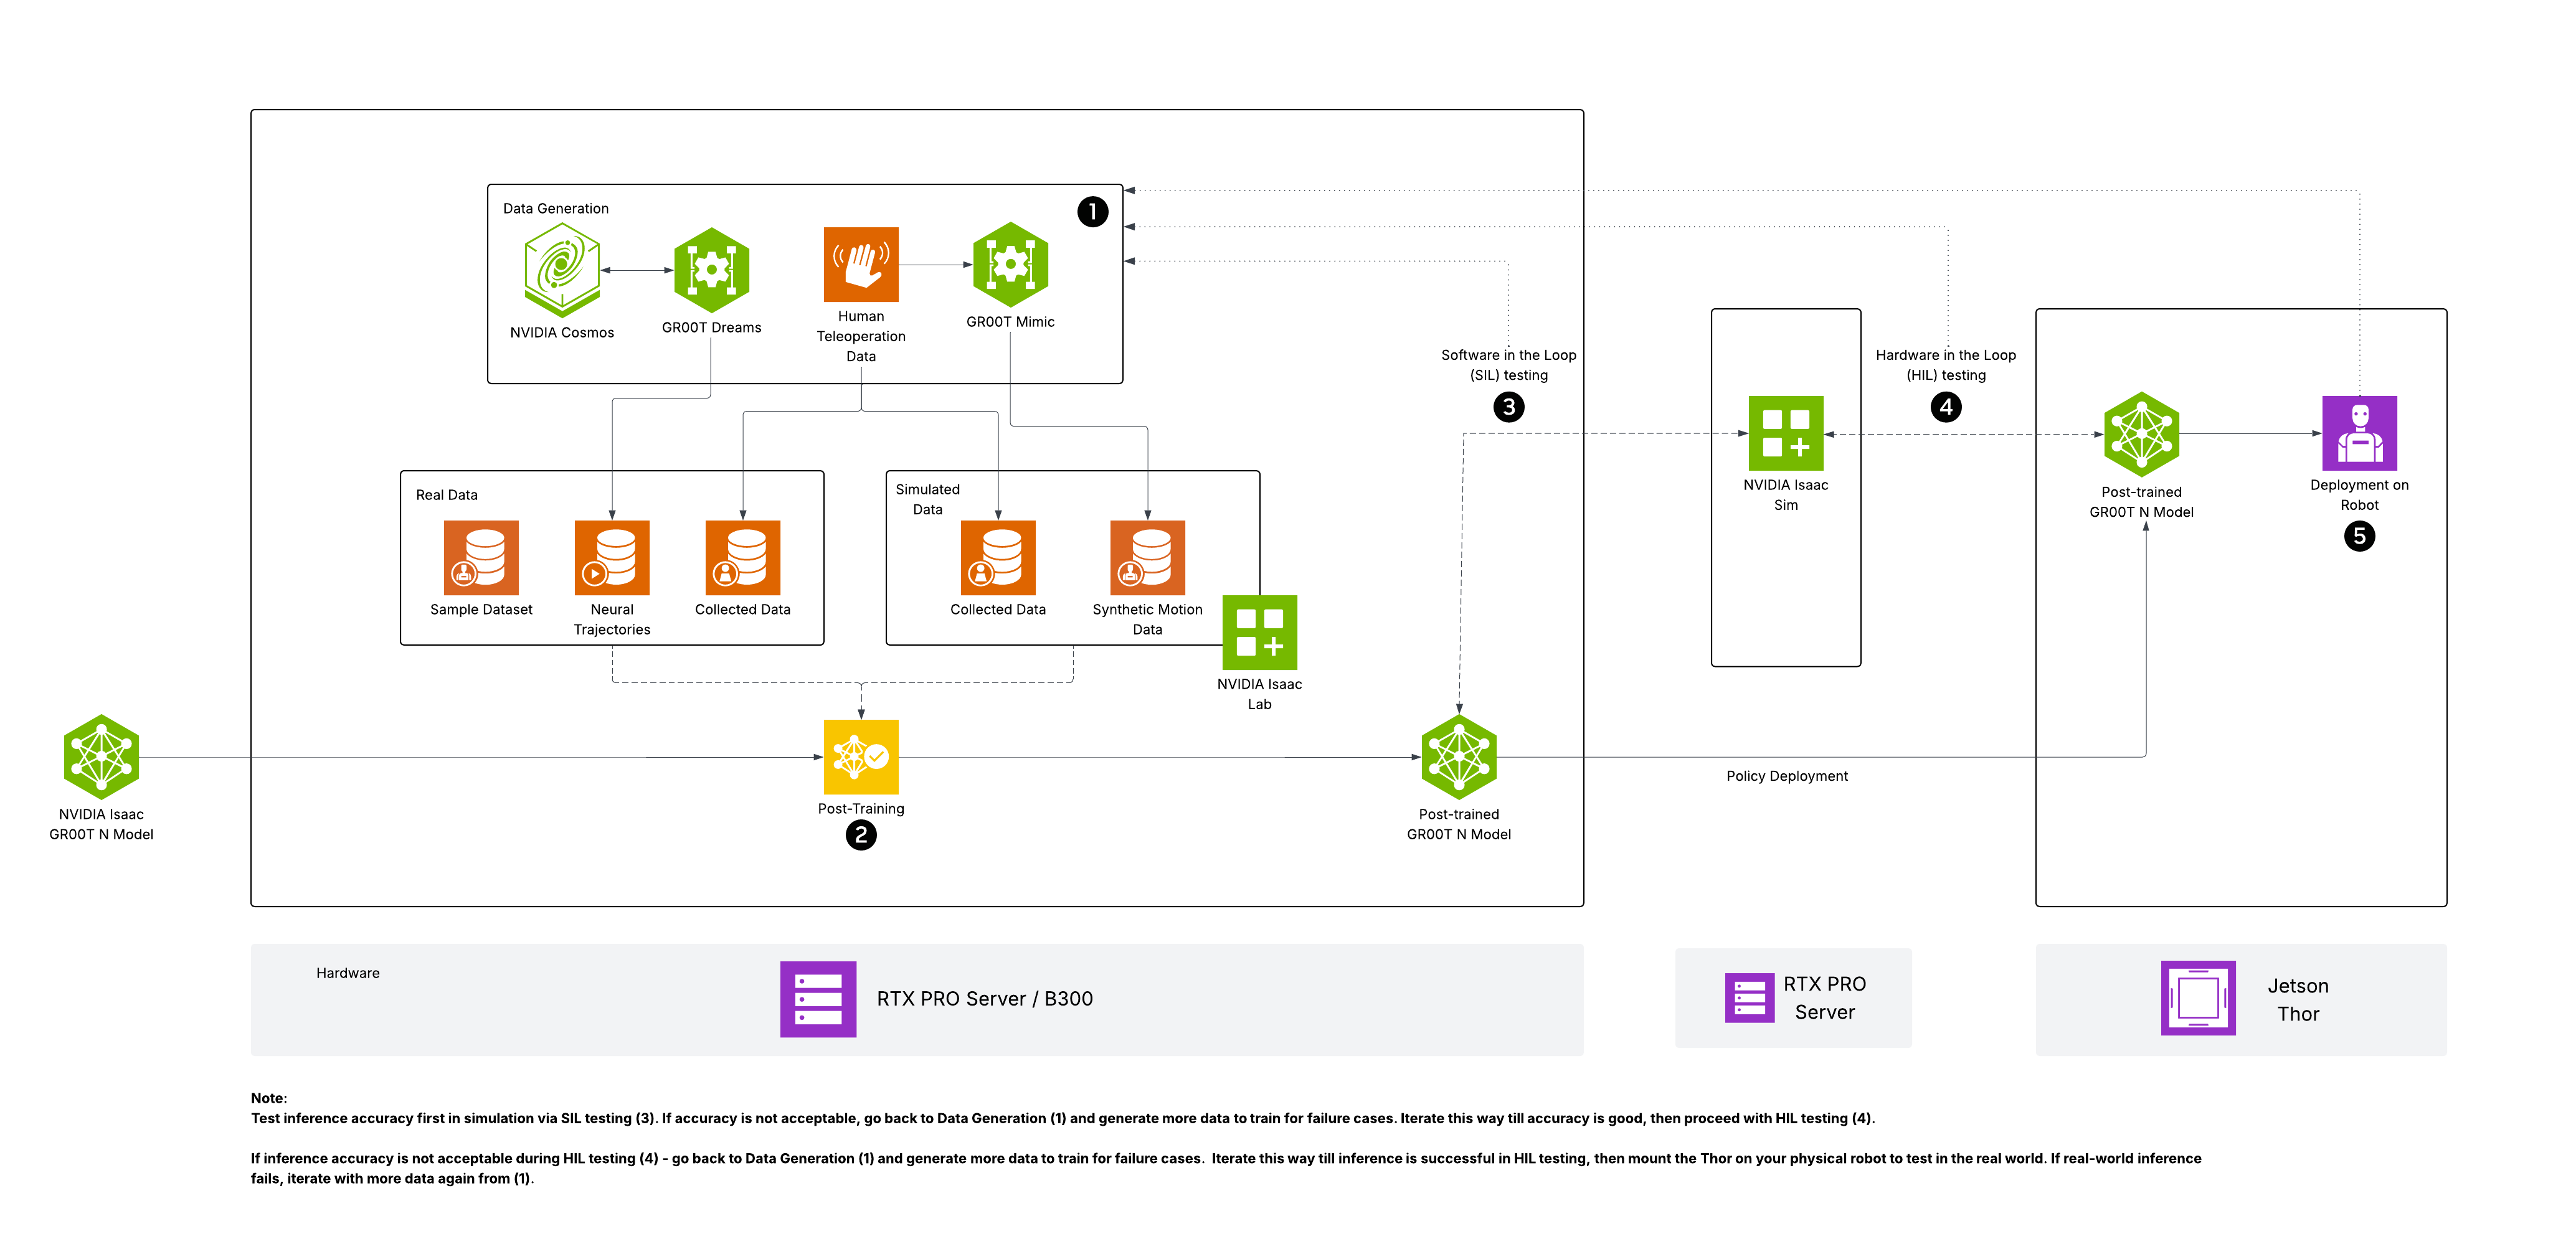 Data Generation
1
NVIDIA Cosmos
GR00T Dreams
Human
Teleoperation
Data
GR00T Mimic
Software in the Loop
(SIL) testing
3
Hardware in the Loop
(HIL) testing
4
NVIDIA Isaac
Sim
Post-trained
GR00T N Model
Deployment on
Robot
5
Real Data
Sample Dataset
Neural
Trajectories
Collected Data
Simulated
Data
Collected Data
Synthetic Motion
Data
NVIDIA Isaac
Lab
NVIDIA Isaac
GR00T N Model
Post-Training
2
Post-trained
GR00T N Model
Policy Deployment
Hardware
RTX PRO Server / B300
RTX PRO
Server
Jetson
Thor
Note:
Test inference accuracy first in simulation via SIL testing (3). If accuracy is not acceptable, go back to Data Generation (1) and generate more data to train for failure cases. Iterate this way till accuracy is good, then proceed with HIL testing (4).
If inference accuracy is not acceptable during HIL testing (4) - go back to Data Generation (1) and generate more data to train for failure cases. Iterate this way till inference is successful in HIL testing, then mount the Thor on your physical robot to test in the real world. If real-world inference
fails, iterate with more data again from (1).